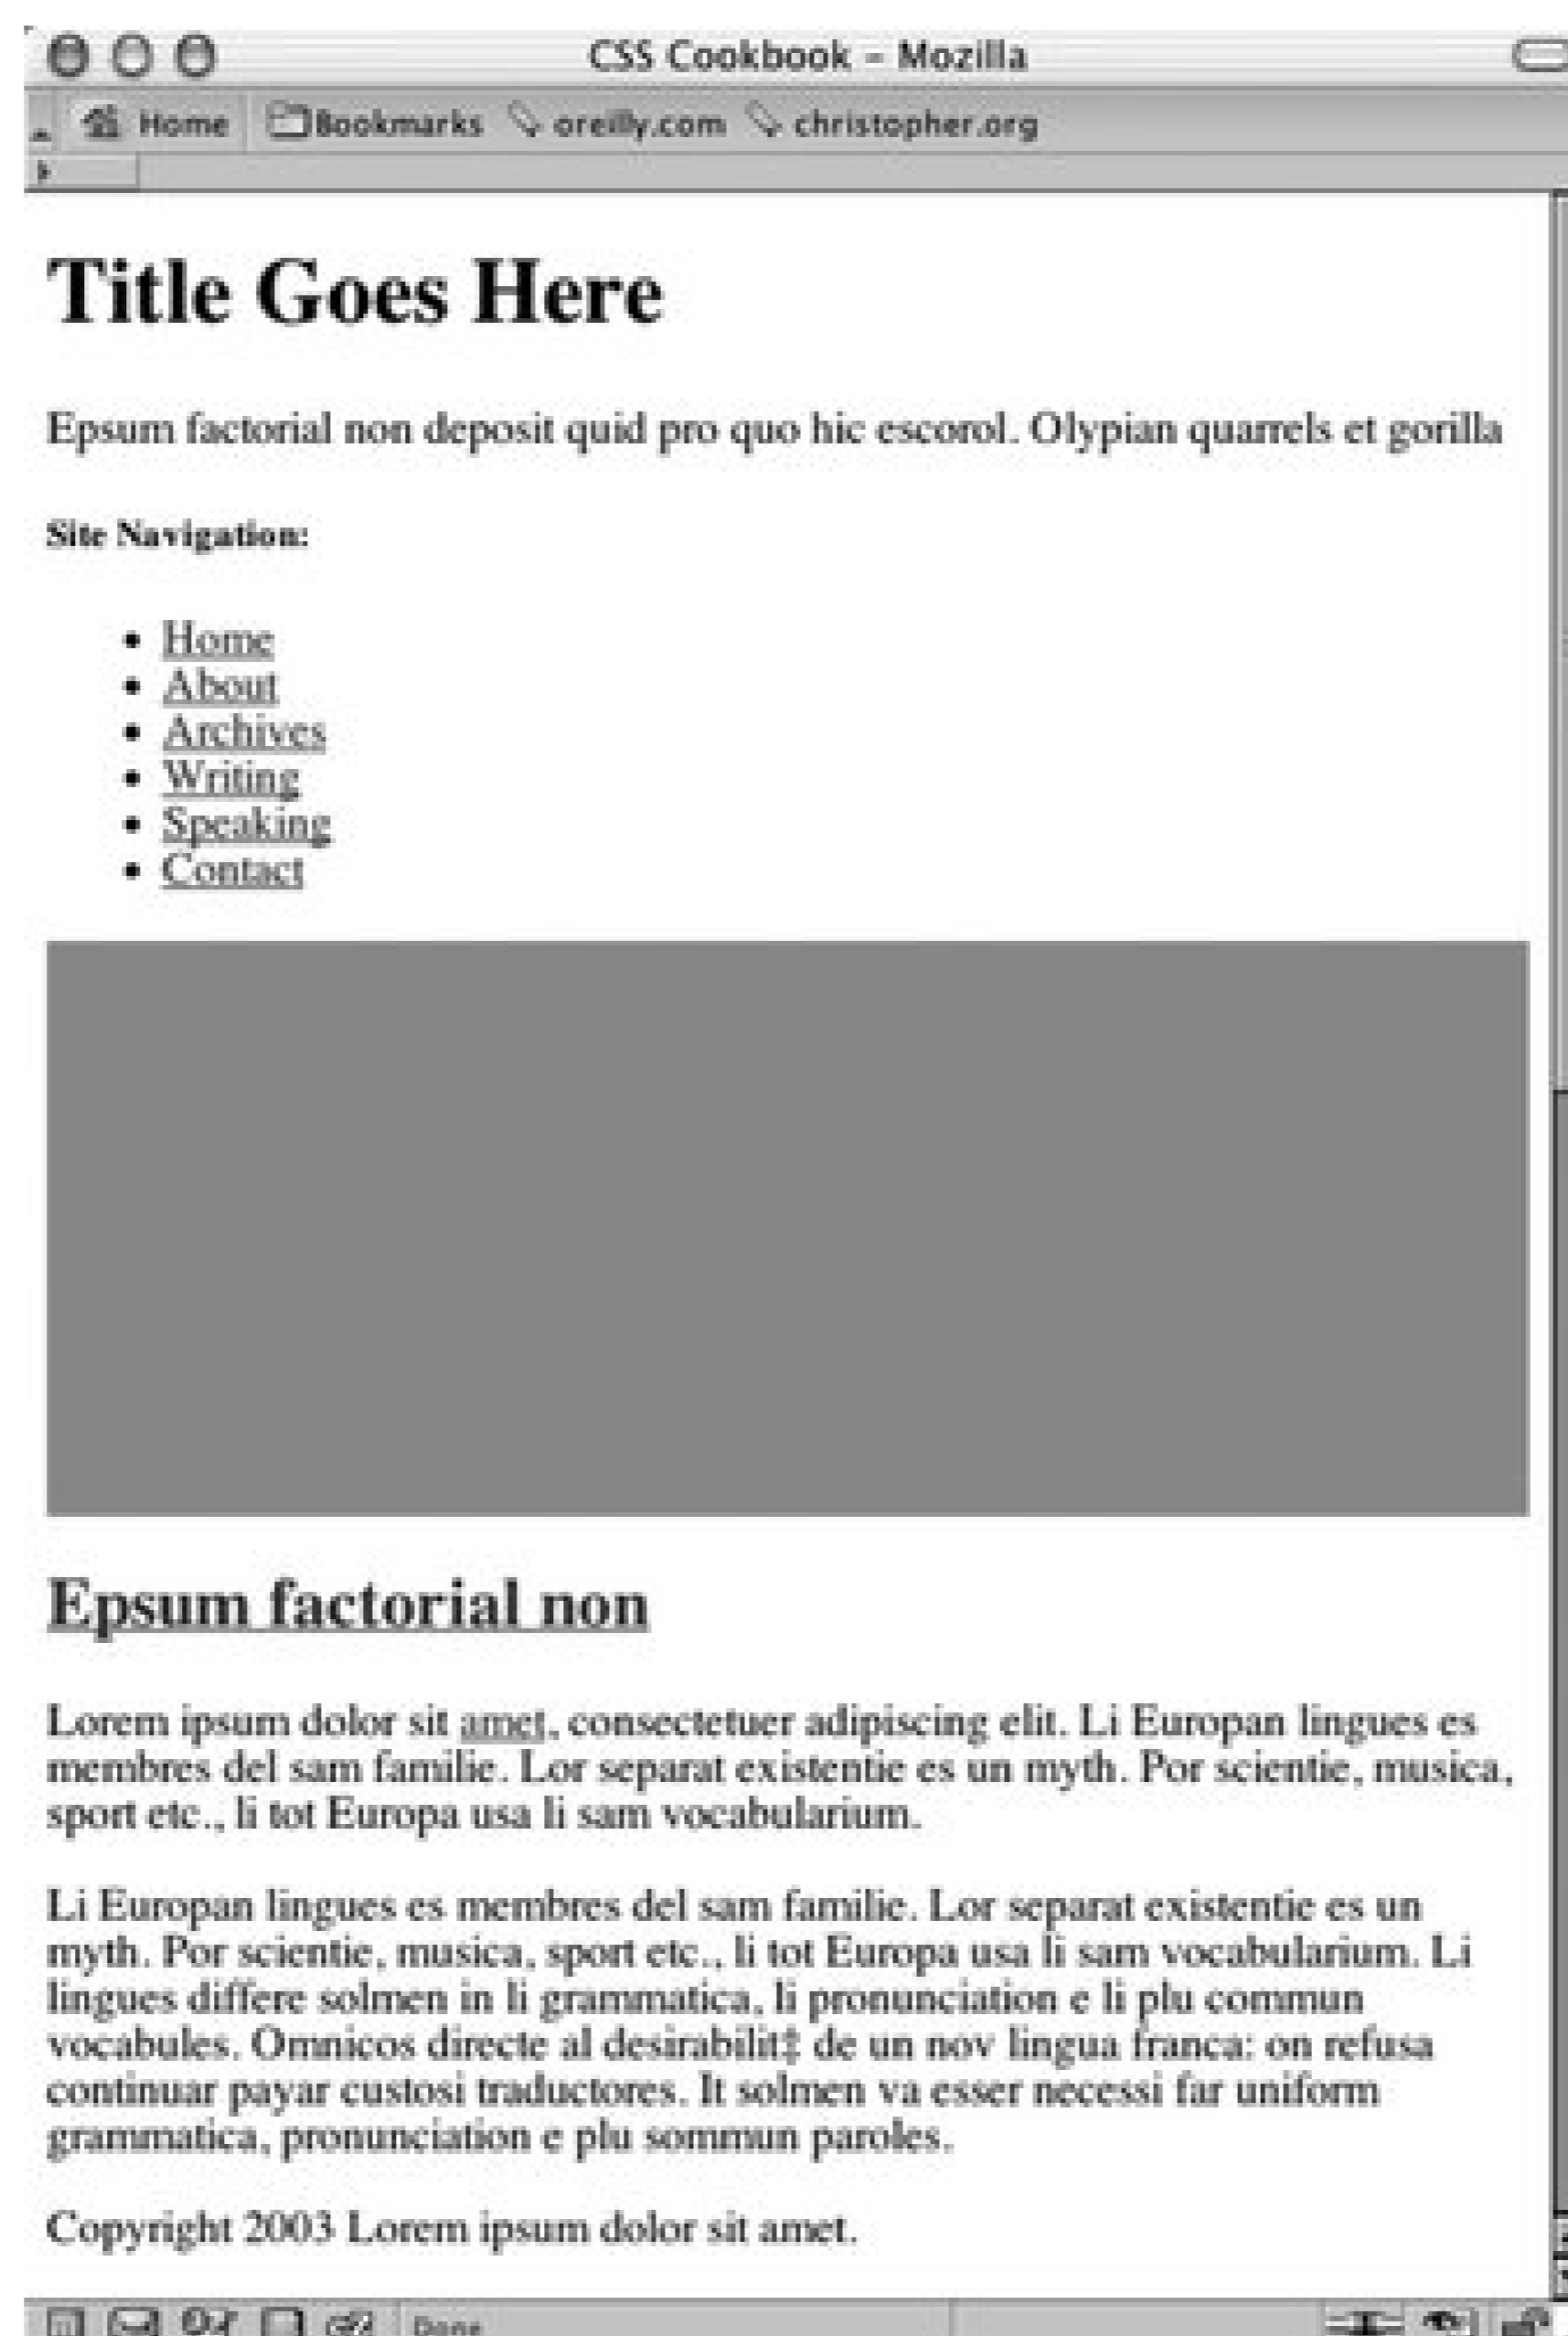 CSS Cookbook – Mozilla
Home Bookmarks oreilly.com christopher.org
Title Goes Here
Epsum factorial non deposit quid pro quo hic escorol. Olypian quarrels et gorilla
Site Navigation:
• Home
• About
• Archives
• Writing
• Speaking
• Contact
Epsum factorial non
Lorem ipsum dolor sit amet, consectetuer adipiscing elit. Li Europan lingues es
membres del sam familie. Lor separat existentie es un myth. Por scientie, musica,
sport etc., li tot Europa usa li sam vocabularium.
Li Europan lingues es membres del sam familie. Lor separat existentie es un
myth. Por scientie, musica, sport etc., li tot Europa usa li sam vocabularium. Li
lingues differe solmen in li grammatica, li pronunciation e li plu commun
vocabules. Omnicos directe al desirabilit‡ de un nov lingua franca: on refusa
continuar payar custosi traductores. It solmen va esser necessi far uniform
grammatica, pronunciation e plu sommun paroles.
Copyright 2003 Lorem ipsum dolor sit amet.
Done